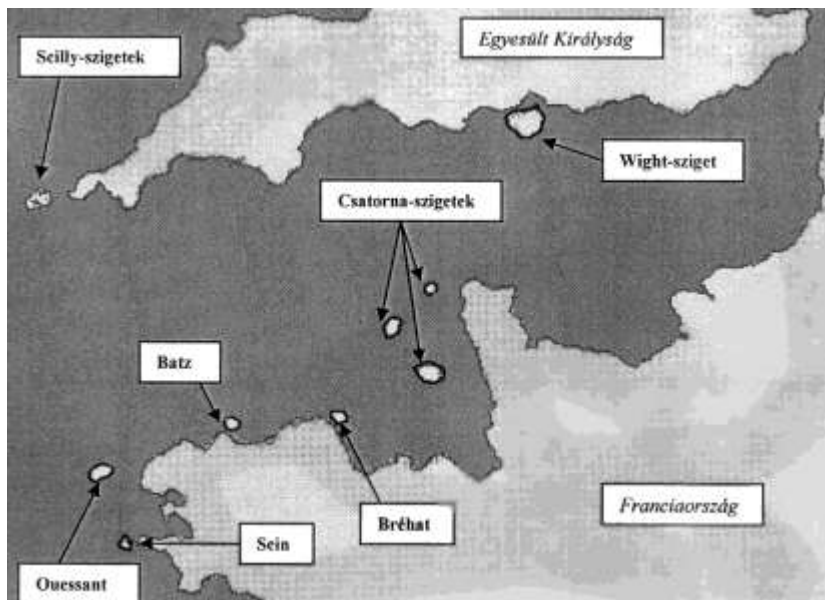 Egyesült Királyság
Scilly-szigetek
Wight-sziget
Csatorna-szigetek
Batz
Bréhat
Franciaország
Sein
Ouessant